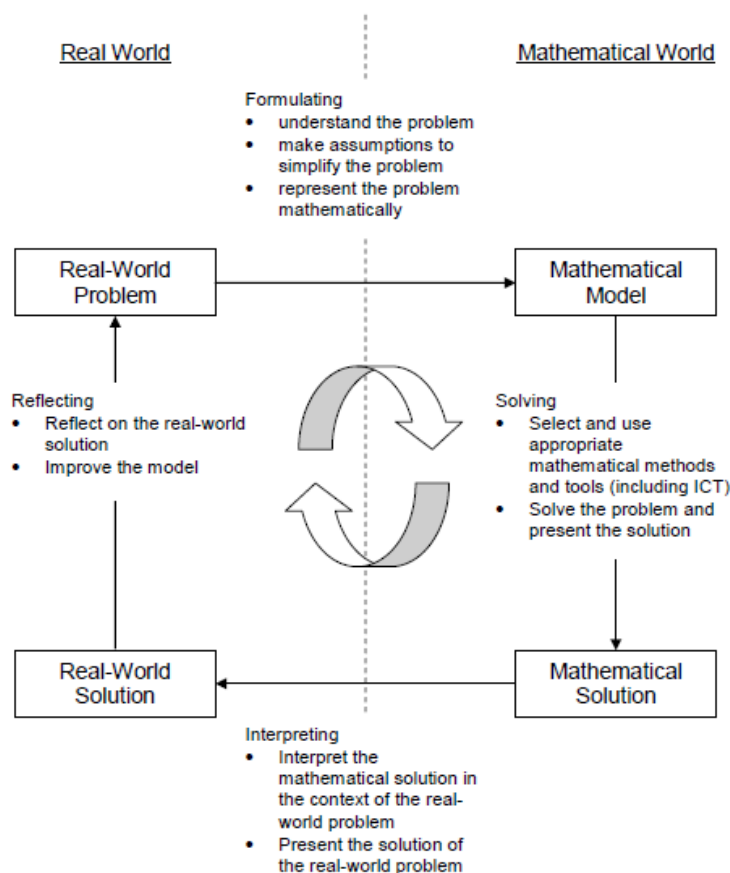 Real World
Mathematical World
Formulating
• understand the problem
• make assumptions to
simplify the problem
• represent the problem
mathematically
Real-World
Problem
Mathematical
Model
Reflecting
• Reflect on the real-world
solution
• Improve the model
Solving
• Select and use
appropriate
mathematical methods
and tools (including ICT)
• Solve the problem and
present the solution
Real-World
Solution
Mathematical
Solution
Interpreting
• Interpret the
mathematical solution in
the context of the real-
world problem
• Present the solution of
the real-world problem